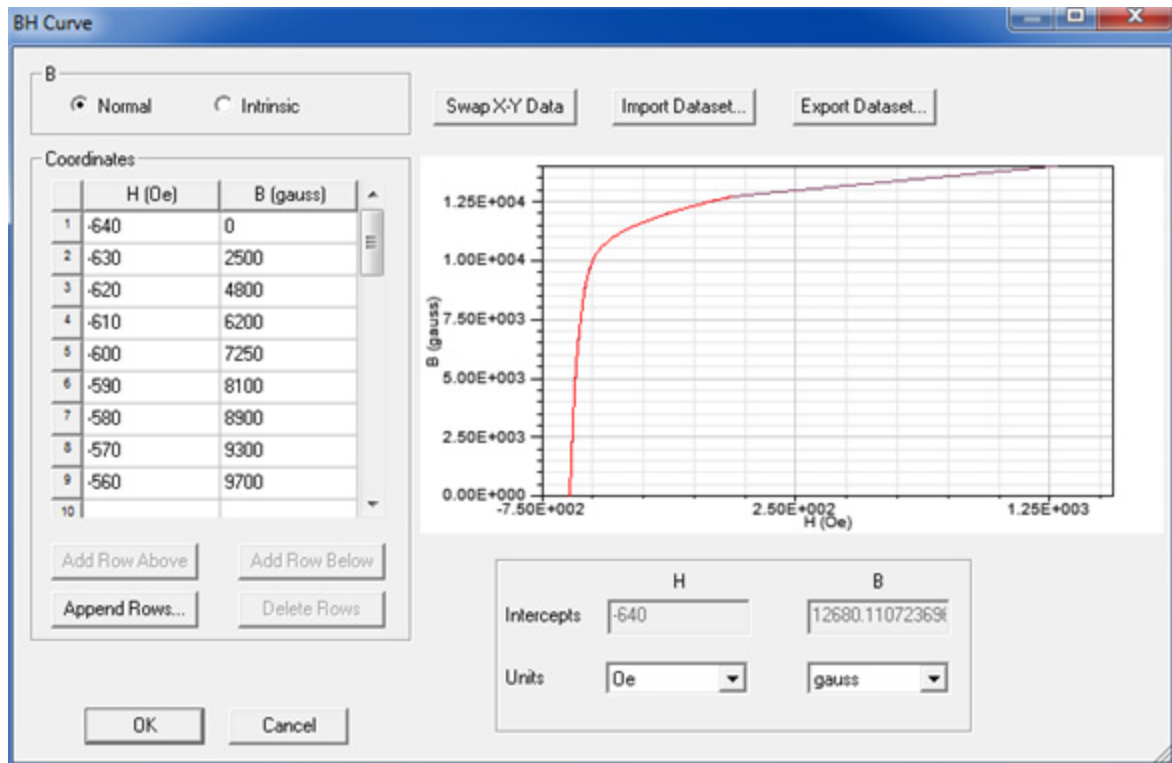 BH Curve
B
Normal Intrinsic
Swap X-Y Data Import Dataset... Export Dataset...
Coordinates
H (Oe) B (gauss)
1 -640 0
2 -630 2500
3 -620 4800
4 -610 6200
5 -600 7250
6 -590 8100
7 -580 8900
8 -570 9300
9 -560 9700
10
Add Row Above Add Row Below
Append Rows... Delete Rows
OK Cancel
B (gauss)
1.25E+004
1.00E+004
7.50E+003
5.00E+003
2.50E+003
0.00E+000
-7.50E+002 2.50E+002 1.25E+003
H (Oe)
H B
Intercepts -640 12680.1107236
Units Oe gauss